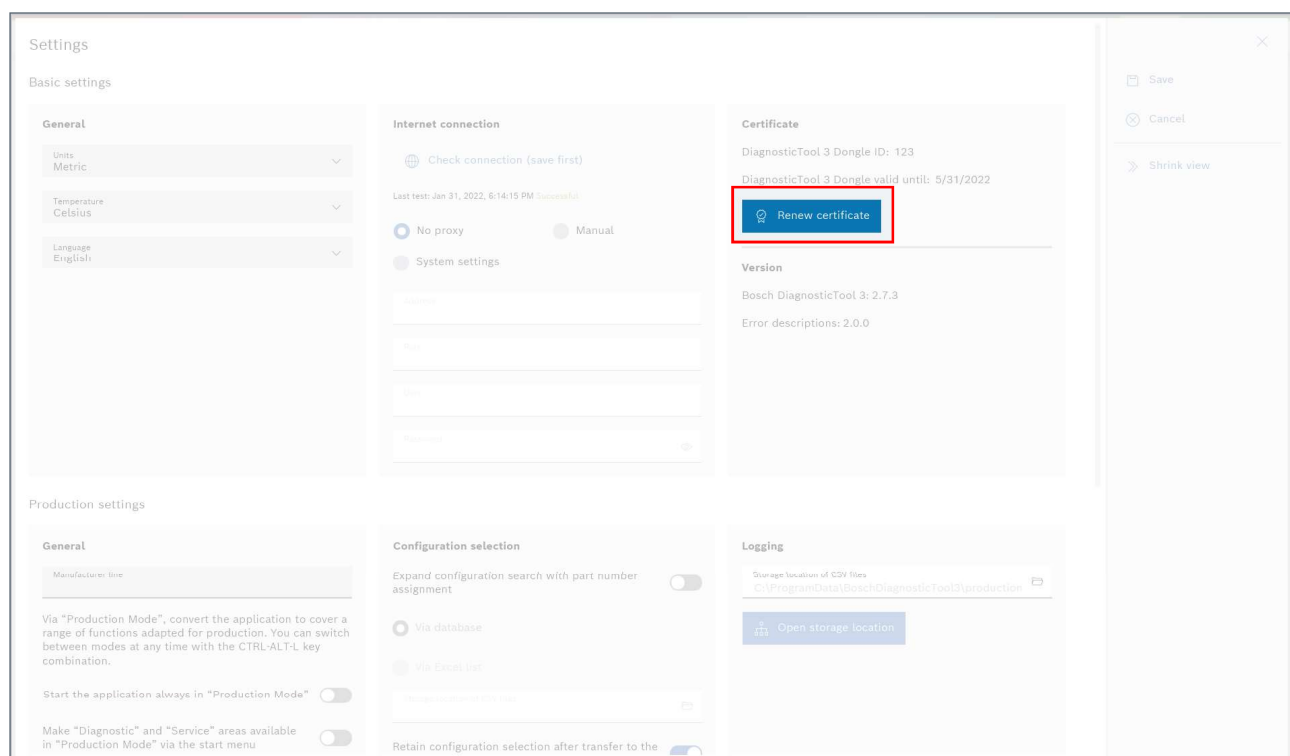 Settings
Basic settings
General
Units
Metric
Temperature
Celsius
Language
English
Internet connection
Check connection (save first)
Last test: Jan 31, 2022, 6:14:15 PM Successful
No proxy
Manual
System settings
Address
Port
User
Password
Certificate
DiagnosticTool 3 Dongle ID: 123
DiagnosticTool 3 Dongle valid until: 5/31/2022
Renew certificate
Version
Bosch DiagnosticTool 3: 2.7.3
Error descriptions: 2.0.0
Save
Cancel
Shrink view
Production settings
General
Manufacturer line
Via "Production Mode", convert the application to cover a
range of functions adapted for production. You can switch
between modes at any time with the CTRL-ALT-L key
combination.
Start the application always in "Production Mode"
Make "Diagnostic" and "Service" areas available
in "Production Mode" via the start menu
Configuration selection
Expand configuration search with part number
assignment
Via database
Via Excel list
Retain configuration selection after transfer to the
Logging
Storage location of CSV files
C:\ProgramData\BoschDiagnosticTool3\production
Open storage location